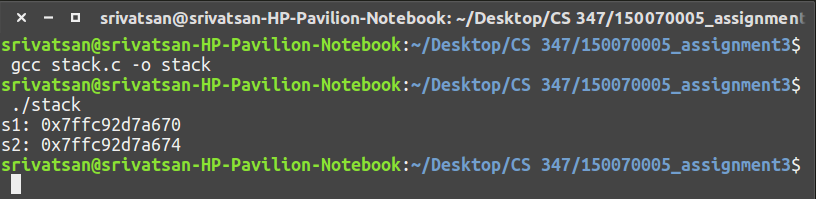 srivatsan@srivatsan-HP-Pavilion-Notebook: ~/Desktop/CS 347/150070005_assignment
srivatsan@srivatsan-HP-Pavilion-Notebook:~/Desktop/CS 347/150070005_assignment3$
gcc stack.c -o stack
srivatsan@srivatsan-HP-Pavilion-Notebook:~/Desktop/CS 347/150070005_assignment3$
./stack
s1: 0x7ffc92d7a670
s2: 0x7ffc92d7a674
srivatsan@srivatsan-HP-Pavilion-Notebook:~/Desktop/CS 347/150070005_assignment3$